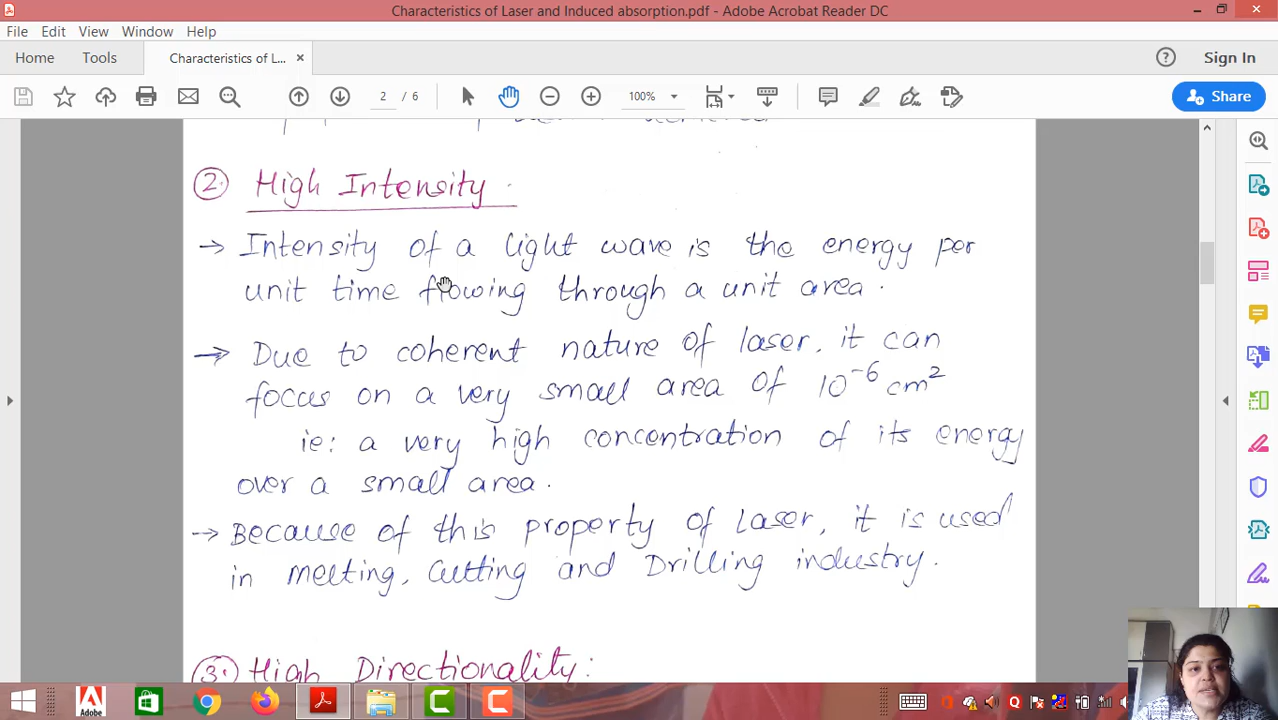 Characteristics of Laser and Induced absorption.pdf - Adobe Acrobat Reader DC
File Edit View Window Help
Home Tools Characteristics of L... × ? Sign In
2 / 6 100% Share
② High Intensity.
→ Intensity of a light wave is the energy per
unit time flowing through a unit area.
→ Due to coherent nature of laser, it can
focus on a very small area of 10⁻⁶ cm²
ie: a very high concentration of its energy
over a small area.
→ Because of this property of Laser, it is used
in melting, Cutting and Drilling industry.
③ High Directionality:
Adobe